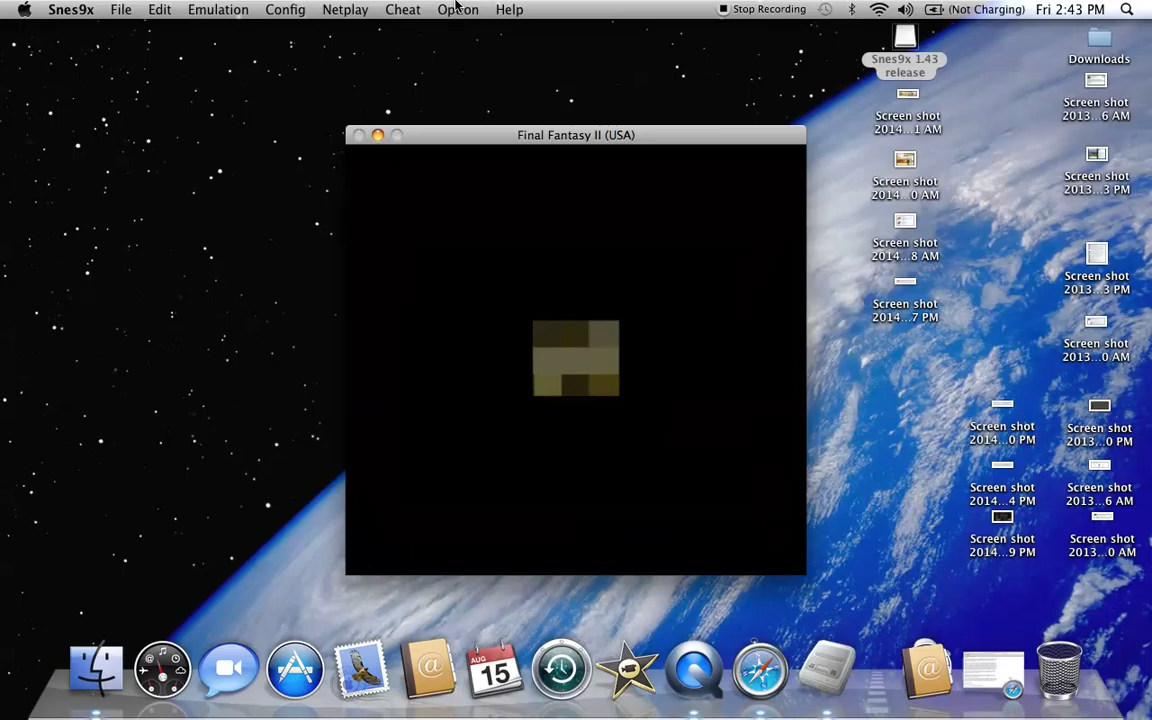 Snes9x File Edit Emulation Config Netplay Cheat Option Help Stop Recording (Not Charging) Fri 2:43 PM
Final Fantasy II (USA)
Snes9x 1.43
release
Screen shot
2014...1 AM
Screen shot
2014...0 AM
Screen shot
2014...8 AM
Screen shot
2014...7 PM
Downloads
Screen shot
2013...6 AM
Screen shot
2013...3 PM
Screen shot
2013...3 PM
Screen shot
2013...0 AM
Screen shot
2014...0 PM
Screen shot
2013...0 PM
Screen shot
2014...4 PM
Screen shot
2013...6 AM
Screen shot
2014...9 PM
Screen shot
2013...0 AM
AUG
15